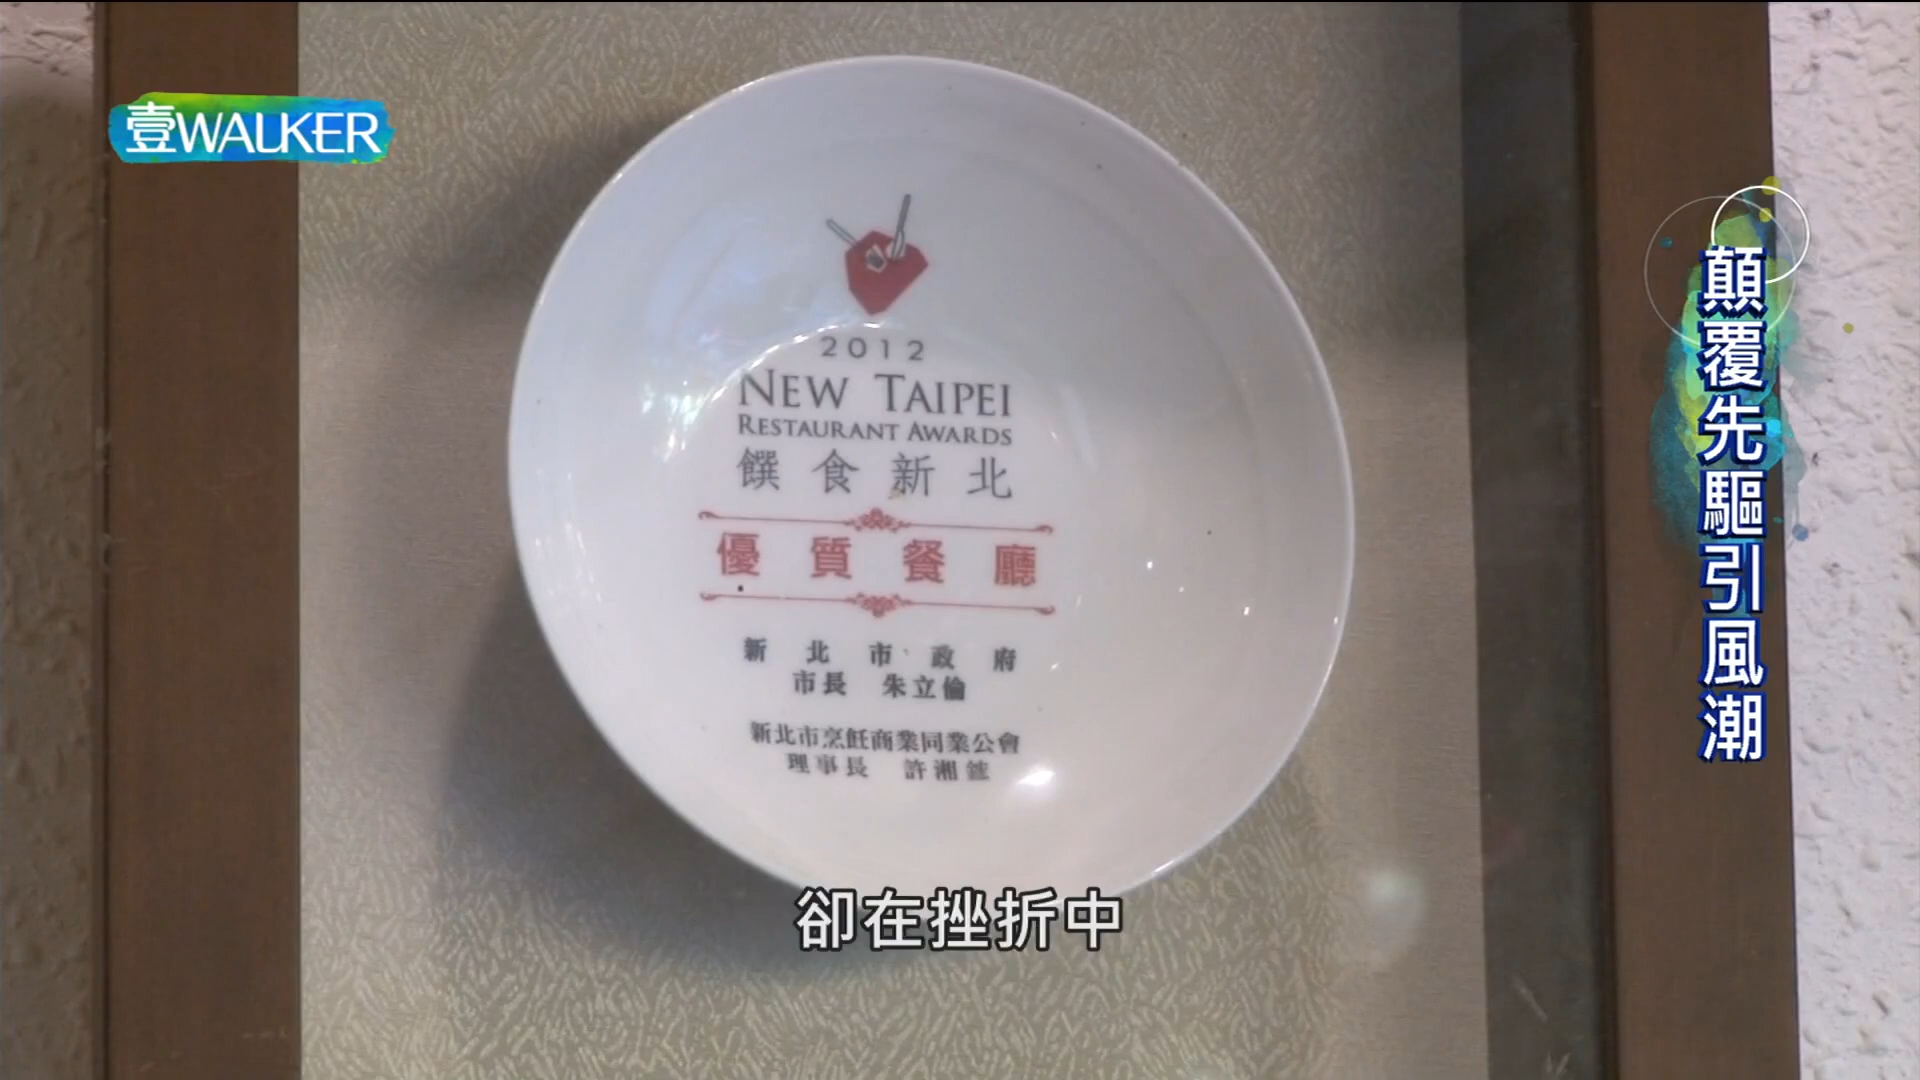 壹WALKER
顛覆先驅引風潮
2012
NEW TAIPEI
RESTAURANT AWARDS
饌食新北
優質餐廳
新北市政府
市長 朱立倫
新北市烹飪商業同業公會
理事長 許湘
卻在挫折中